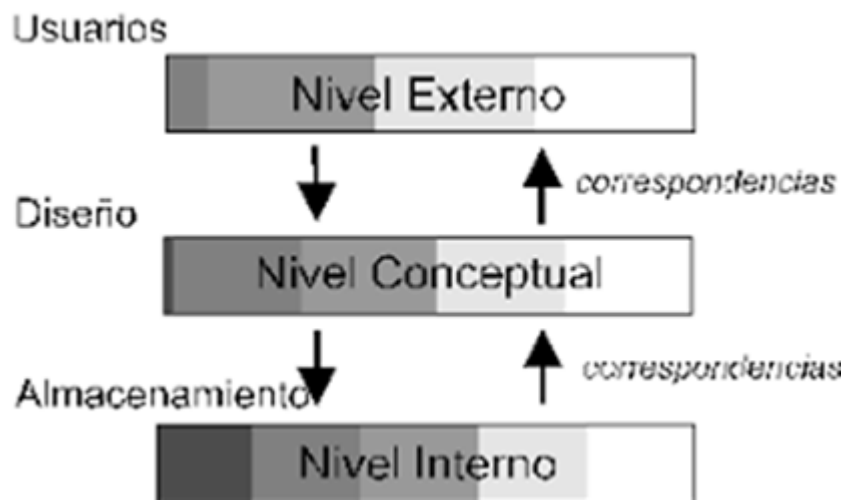 Usuarios
Nivel Externo
correspondencias
Diseño
Nivel Conceptual
correspondencias
Almacenamiento
Nivel Interno